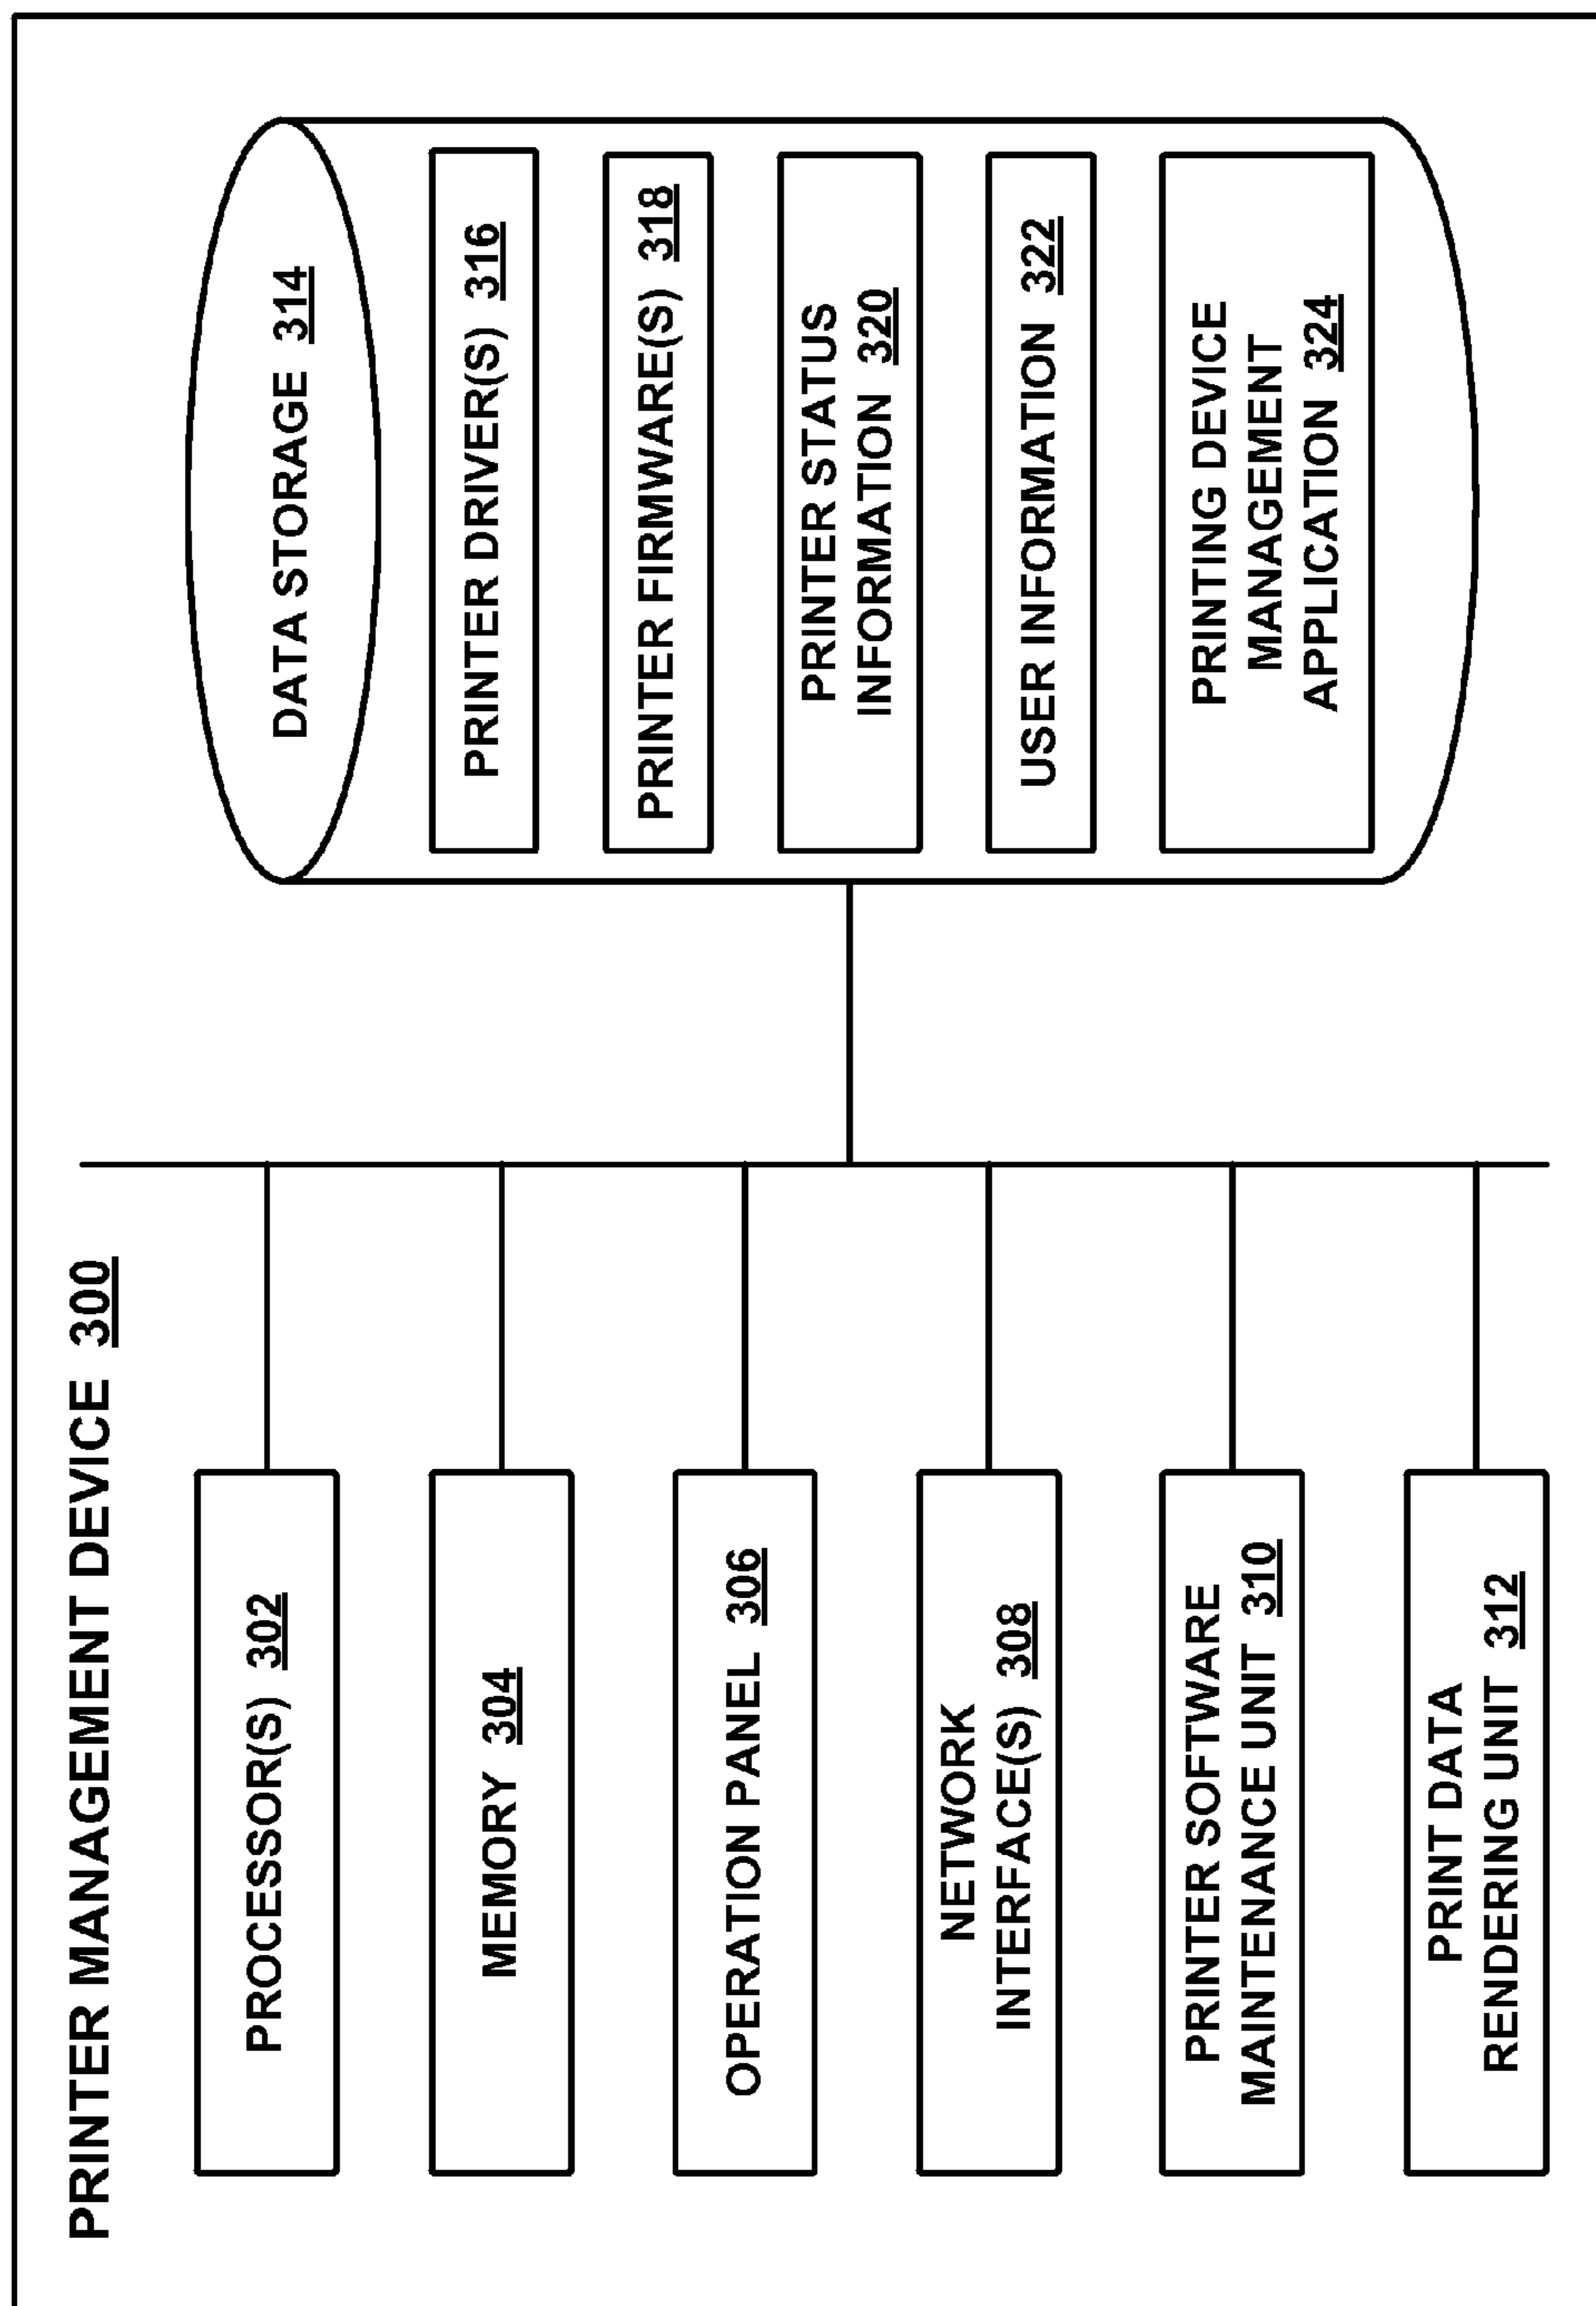 PRINTER MANAGEMENT DEVICE 300
PROCESSOR(S) 302
MEMORY 304
OPERATION PANEL 306
NETWORK
INTERFACE(S) 308
PRINTER SOFTWARE
MAINTENANCE UNIT 310
PRINT DATA
RENDERING UNIT 312
DATA STORAGE 314
PRINTER DRIVER(S) 316
PRINTER FIRMWARE(S) 318
PRINTER STATUS
INFORMATION 320
USER INFORMATION 322
PRINTING DEVICE
MANAGEMENT
APPLICATION 324